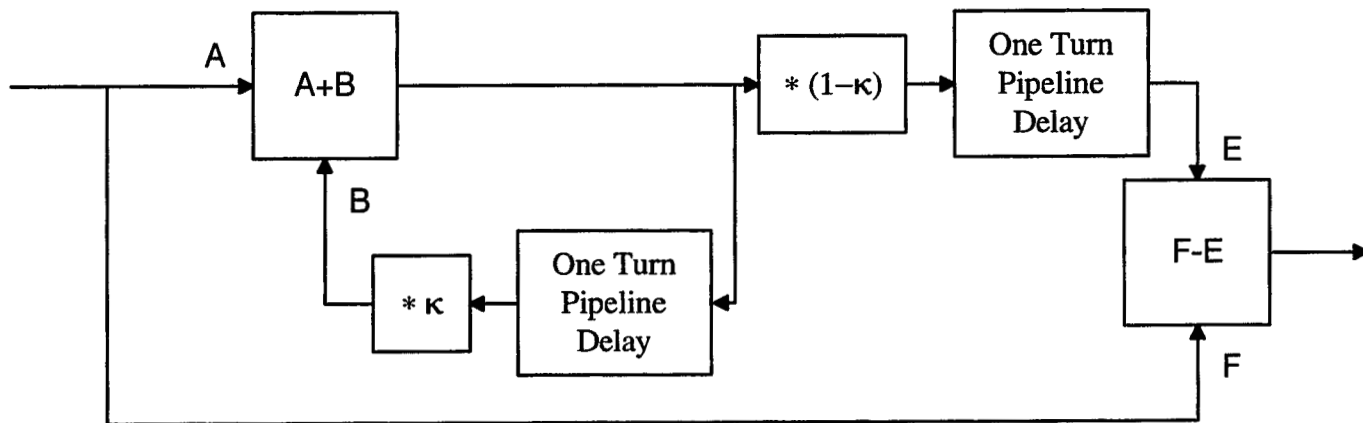 A
A+B
* (1−κ)
One Turn
Pipeline
Delay
E
B
* κ
One Turn
Pipeline
Delay
F-E
F